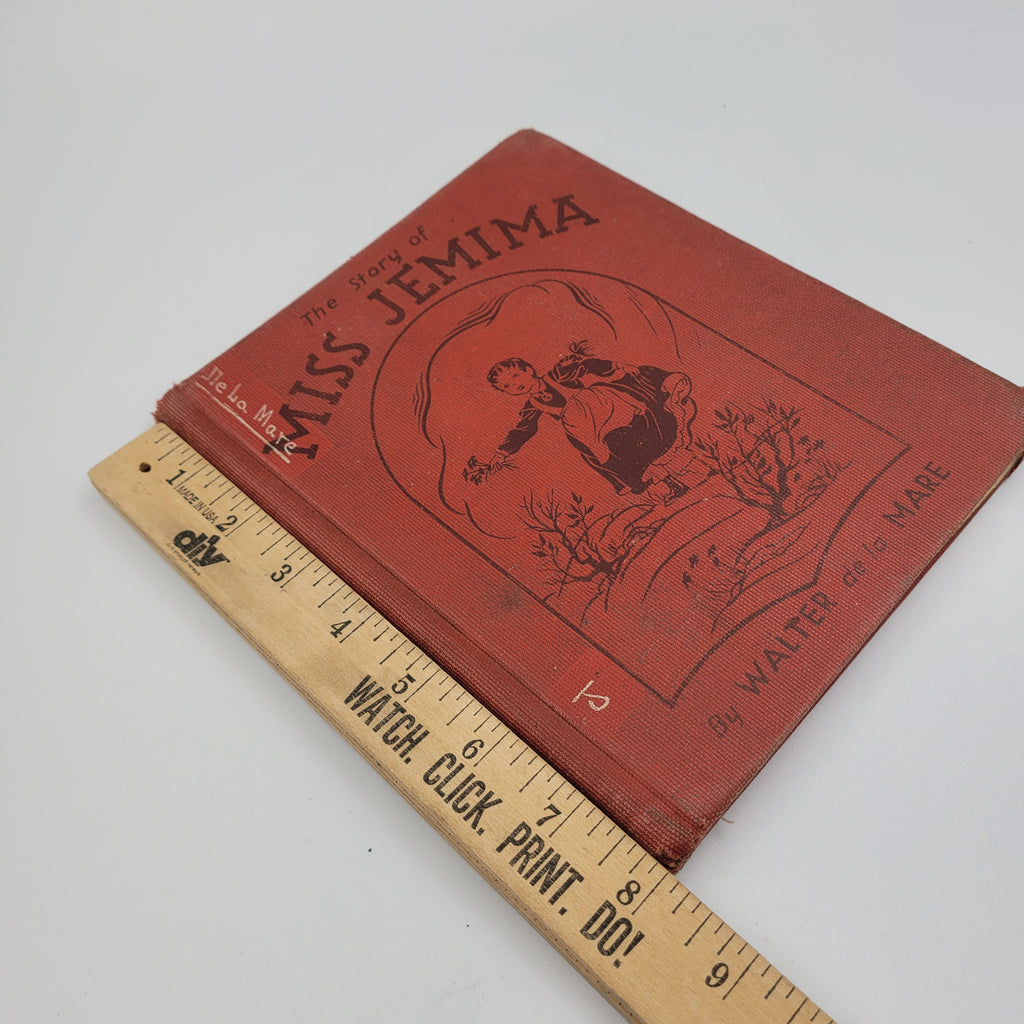 The Story of
MISS JEMIMA
De La Mare
By WALTER de la MARE
1 2 3 4 5 6 7 8 9
MADE IN USA
diy
WATCH. CLICK. PRINT. DO!